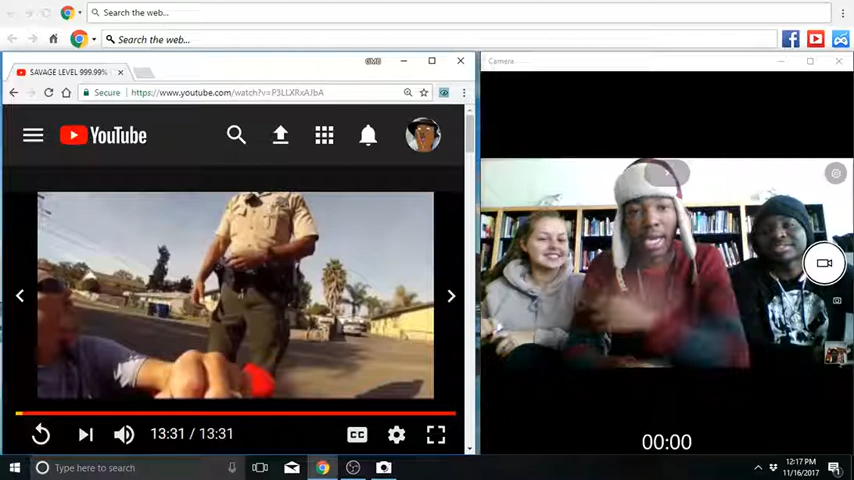 Search the web...
Search the web...
GMB
Camera
SAVAGE LEVEL 999.99%
Secure https://www.youtube.com/watch?v=P3LLXRxAJbA
YouTube
CC
13:31 / 13:31
00:00
Type here to search
12:17 PM
11/16/2017